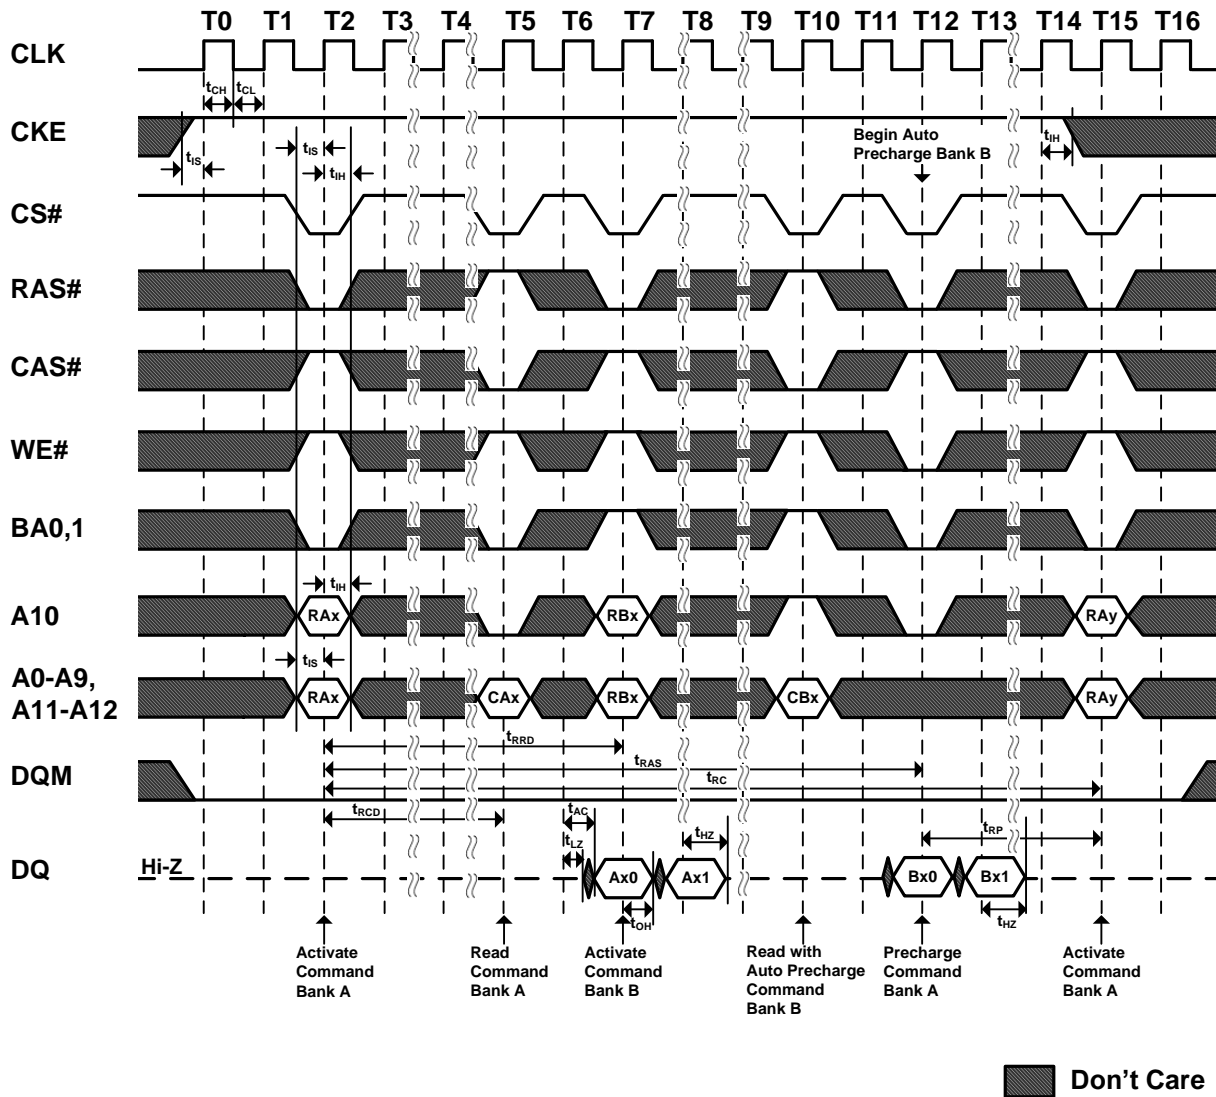 T0 T1 T2 T3 T4 T5 T6 T7 T8 T9 T10 T11 T12 T13 T14 T15 T16
CLK
tCH tCL
CKE
tIS
tIS
tIH
Begin Auto
Precharge Bank B
tIH
CS#
RAS#
CAS#
WE#
BA0,1
tIH
A10
RAx RBx RAy
tIS
A0-A9,
A11-A12
RAx CAx RBx CBx RAy
tRRD
tRAS
tRC
DQM
tRCD
tAC
tLZ
tHZ
tRP
DQ
Hi-Z
Ax0 Ax1 Bx0 Bx1
tOH
tHZ
Activate
Command
Bank A
Read
Command
Bank A
Activate
Command
Bank B
Read with
Auto Precharge
Command
Bank B
Precharge
Command
Bank A
Activate
Command
Bank A
Don't Care